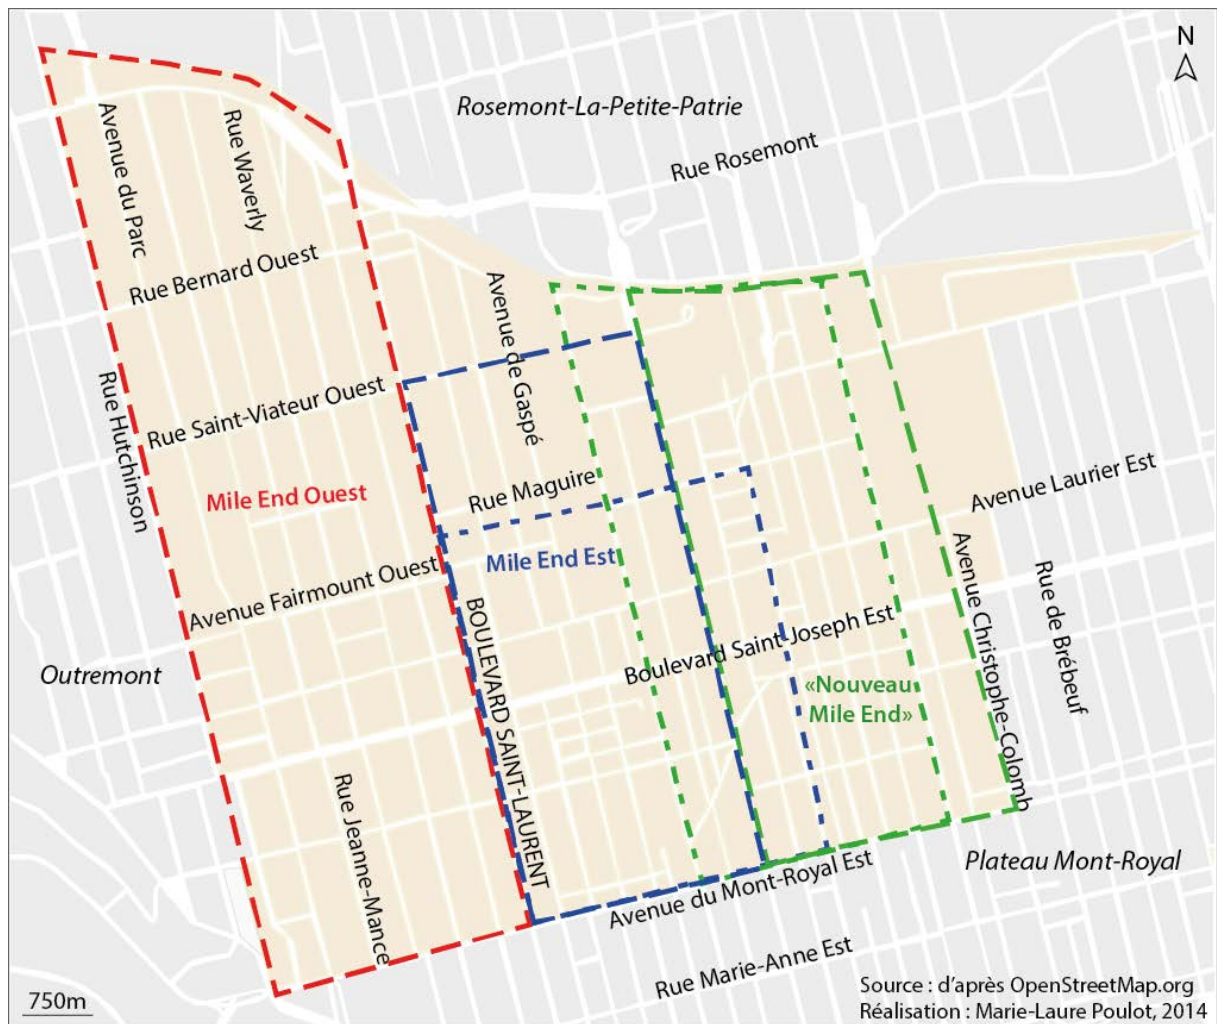 N
Rosemont-La-Petite-Patrie
Rue Rosemont
Avenue du Parc
Rue Waverly
Rue Bernard Ouest
Avenue de Gaspé
Rue Hutchinson
Rue Saint-Viateur Ouest
Mile End Ouest
Rue Maguire
Avenue Laurier Est
Mile End Est
Avenue Fairmount Ouest
Avenue Christophe-Colomb
Rue de Brébeuf
BOULEVARD SAINT-LAURENT
Boulevard Saint-Joseph Est
Outremont
«Nouveau
Mile End»
Rue Jeanne-Mance
Avenue du Mont-Royal Est
Plateau Mont-Royal
Rue Marie-Anne Est
750m
Source : d'après OpenStreetMap.org
Réalisation : Marie-Laure Poulot, 2014